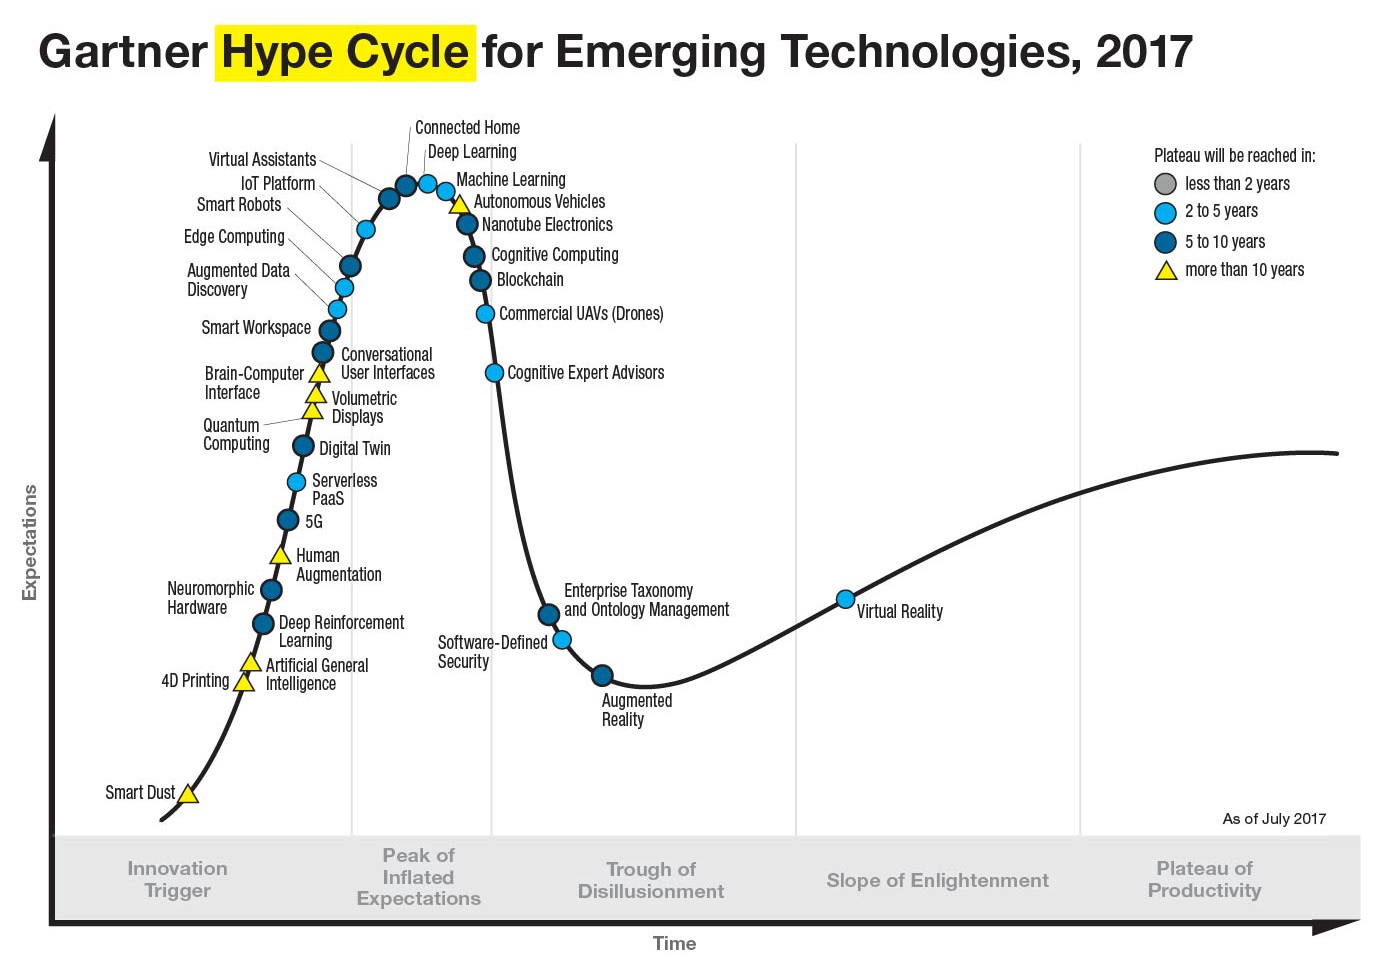 Gartner Hype Cycle for Emerging Technologies, 2017
Connected Home
Deep Learning
Virtual Assistants
Machine Learning
IoT Platform
Autonomous Vehicles
Smart Robots
Nanotube Electronics
Edge Computing
Cognitive Computing
Augmented Data
Discovery
Blockchain
Commercial UAVs (Drones)
Smart Workspace
Conversational
User Interfaces
Brain-Computer
Interface
Cognitive Expert Advisors
Volumetric
Displays
Quantum
Computing
Digital Twin
Serverless
PaaS
5G
Human
Augmentation
Neuromorphic
Hardware
Deep Reinforcement
Learning
Artificial General
Intelligence
4D Printing
Smart Dust
Enterprise Taxonomy
and Ontology Management
Software-Defined
Security
Augmented
Reality
Virtual Reality
Plateau will be reached in:
less than 2 years
2 to 5 years
5 to 10 years
more than 10 years
As of July 2017
Expectations
Innovation
Trigger
Peak of
Inflated
Expectations
Trough of
Disillusionment
Slope of Enlightenment
Plateau of
Productivity
Time